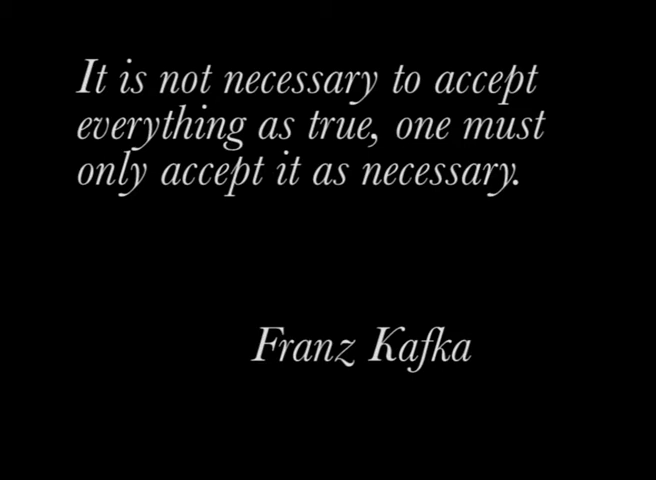 It is not necessary to accept
everything as true, one must
only accept it as necessary.
Franz Kafka